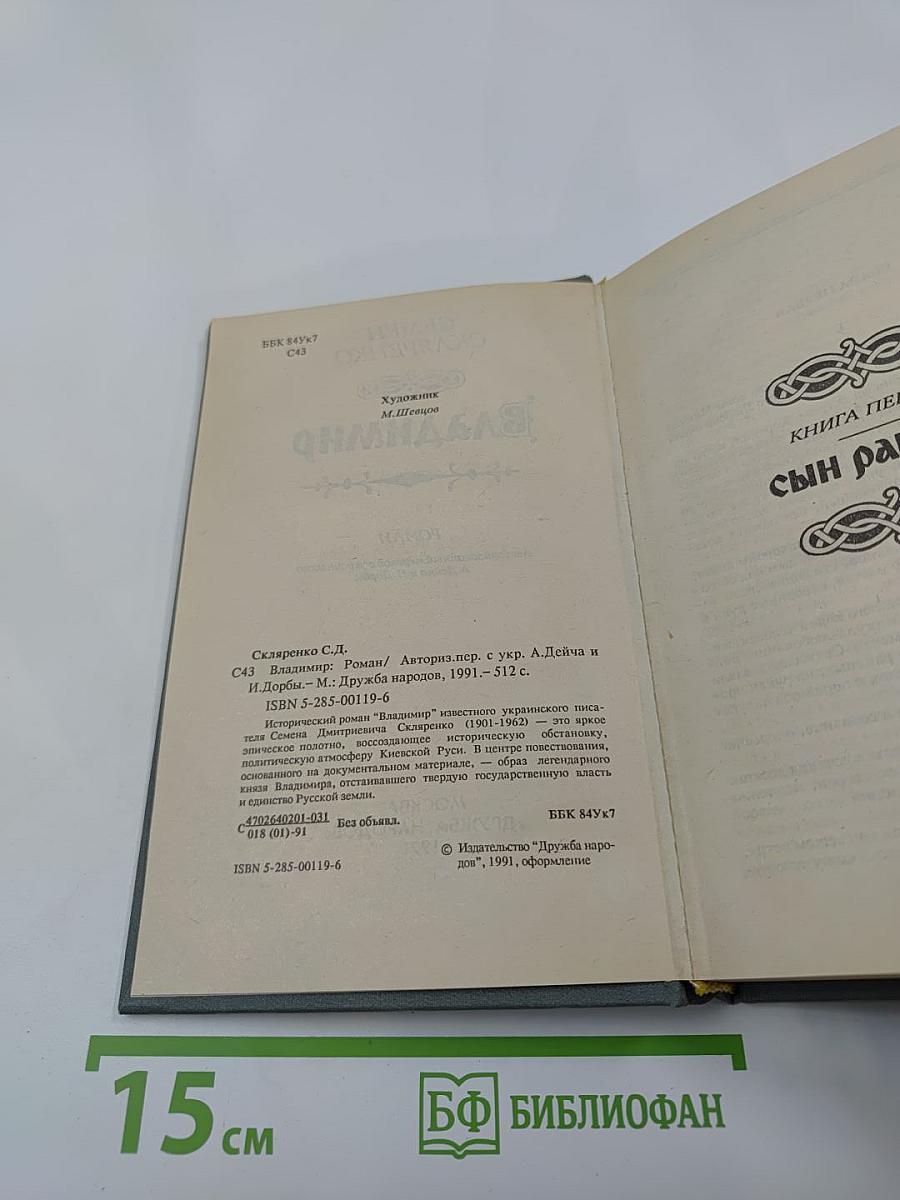 ББК 84Ук7
С43
Художник
М.Шевцов
Скляренко С.Д.
С43 Владимир: Роман/ Авториз.пер. с укр. А.Дейча и
И.Дорбы.– М.: Дружба народов, 1991.– 512 с.
ISBN 5-285-00119-6
Исторический роман "Владимир" известного украинского писа-
теля Семена Дмитриевича Скляренко (1901-1962) — это яркое
эпическое полотно, воссоздающее историческую обстановку,
политическую атмосферу Киевской Руси. В центре повествования,
основанного на документальном материале, — образ легендарного
князя Владимира, отстаивавшего твердую государственную власть
и единство Русской земли.
С 4702640201-031
018 (01)-91
Без объявл.
ББК 84Ук7
ISBN 5-285-00119-6
© Издательство "Дружба наро-
дов", 1991, оформление
КНИГА ПЕР
СЫН РА
15 см
БФ БИБЛИОФАН